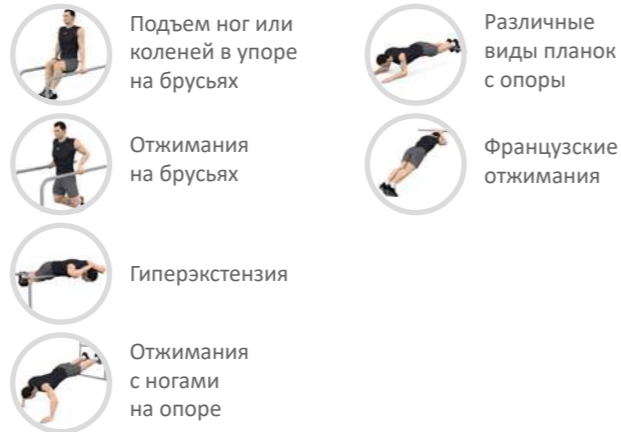 Подъем ног или
коленей в упоре
на брусьях
Отжимания
на брусьях
Гиперэкстензия
Отжимания
с ногами
на опоре
Различные
виды планок
с опоры
Французские
отжимания